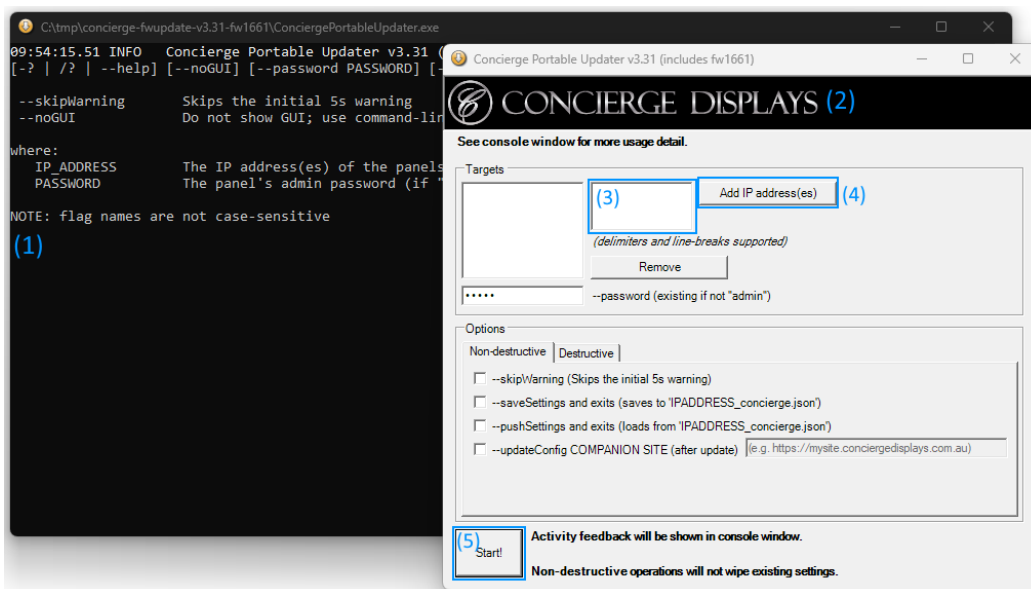 C:\tmp\concierge-fwupdate-v3.31-fw1661\ConciergePortableUpdater.exe
09:54:15.51 INFO Concierge Portable Updater v3.31 (
[-? | /? | --help] [--noGUI] [--password PASSWORD] [-
--skipWarning Skips the initial 5s warning
--noGUI Do not show GUI; use command-lin
where:
IP_ADDRESS The IP address(es) of the panels
PASSWORD The panel's admin password (if "
NOTE: flag names are not case-sensitive
(1)
Concierge Portable Updater v3.31 (includes fw1661)
C CONCIERGE DISPLAYS (2)
See console window for more usage detail.
Targets
(3)
Add IP address(es) (4)
(delimiters and line-breaks supported)
Remove
••••• --password (existing if not "admin")
Options
Non-destructive Destructive
--skipWarning (Skips the initial 5s warning)
--saveSettings and exits (saves to 'IPADDRESS_concierge.json')
--pushSettings and exits (loads from 'IPADDRESS_concierge.json')
--updateConfig COMPANION SITE (after update) (e.g. https://mysite.conciergedisplays.com.au)
(5)
Start!
Activity feedback will be shown in console window.
Non-destructive operations will not wipe existing settings.